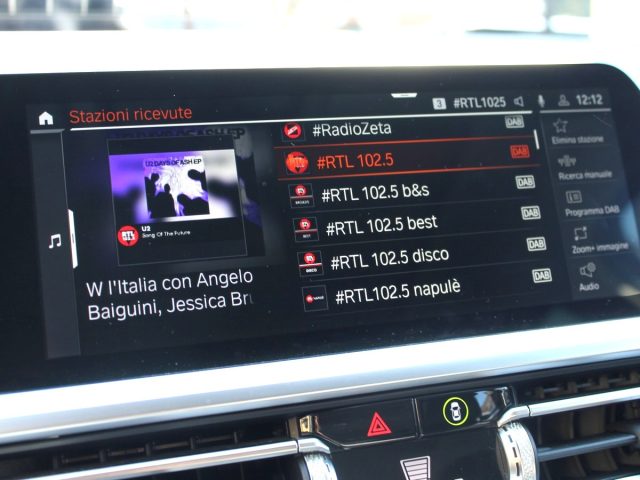 Stazioni ricevute
3 #RTL1025
12:12
U2 DAYS OF ASH EP
U2
Song Of The Future
W l'Italia con Angelo
Baiguini, Jessica Bru
#RadioZeta DAB
#RTL 102.5 DAB
#RTL 102.5 b&s DAB
#RTL 102.5 best DAB
#RTL 102.5 disco DAB
#RTL102.5 napulè DAB
Elimina stazione
Ricerca manuale
Programma DAB
Zoom+ immagine
Audio